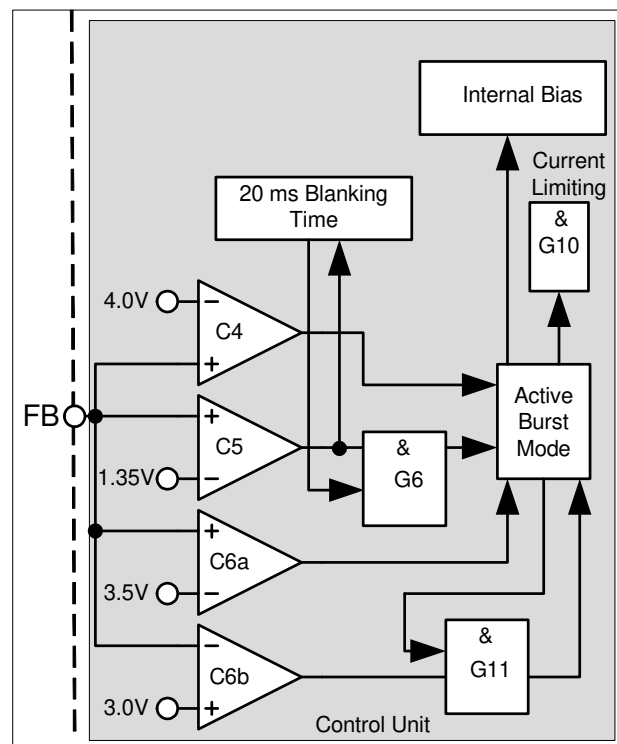 Internal Bias
Current
Limiting
20 ms Blanking
Time
&
G10
4.0V
C4
Active
Burst
Mode
FB
C5
&
G6
1.35V
C6a
3.5V
&
G11
C6b
3.0V
Control Unit